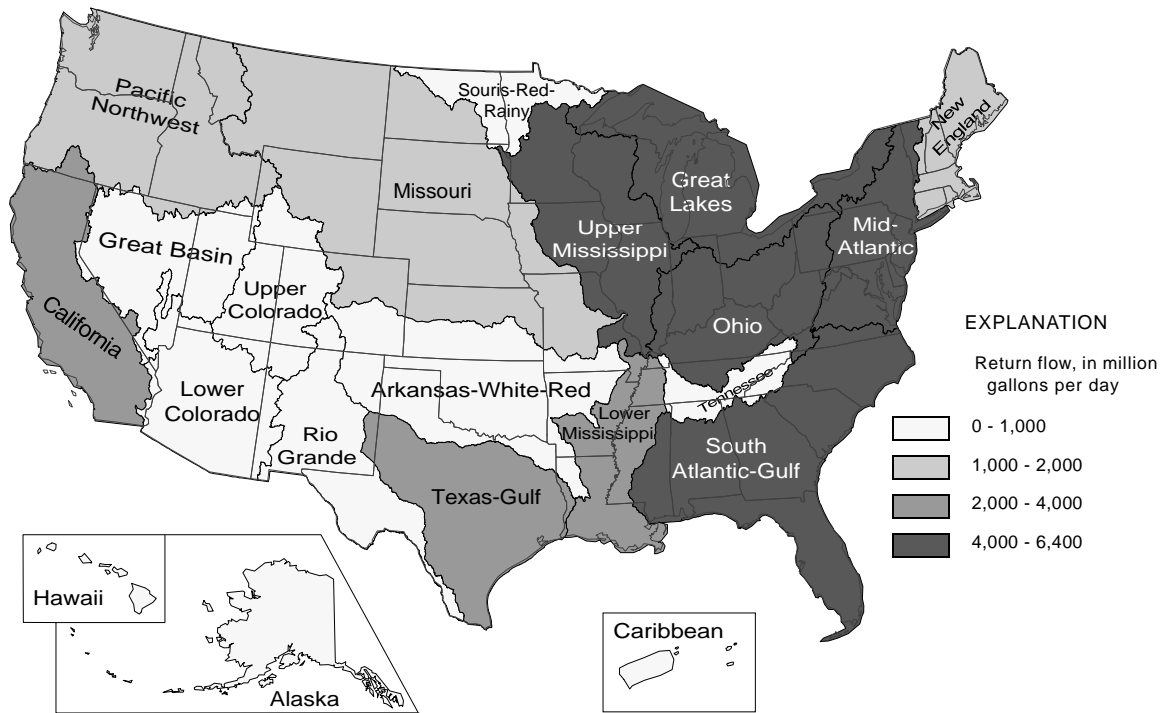 Pacific
Northwest
Souris-Red-
Rainy
New
England
Missouri
Great
Lakes
Upper
Mississippi
Mid-
Atlantic
Great Basin
Upper
Colorado
California
Ohio
Lower
Colorado
Arkansas-White-Red
Tennessee
Lower
Mississippi
Rio
Grande
South
Atlantic-Gulf
Texas-Gulf
Hawaii
Alaska
Caribbean
EXPLANATION
Return flow, in million
gallons per day
0 - 1,000
1,000 - 2,000
2,000 - 4,000
4,000 - 6,400